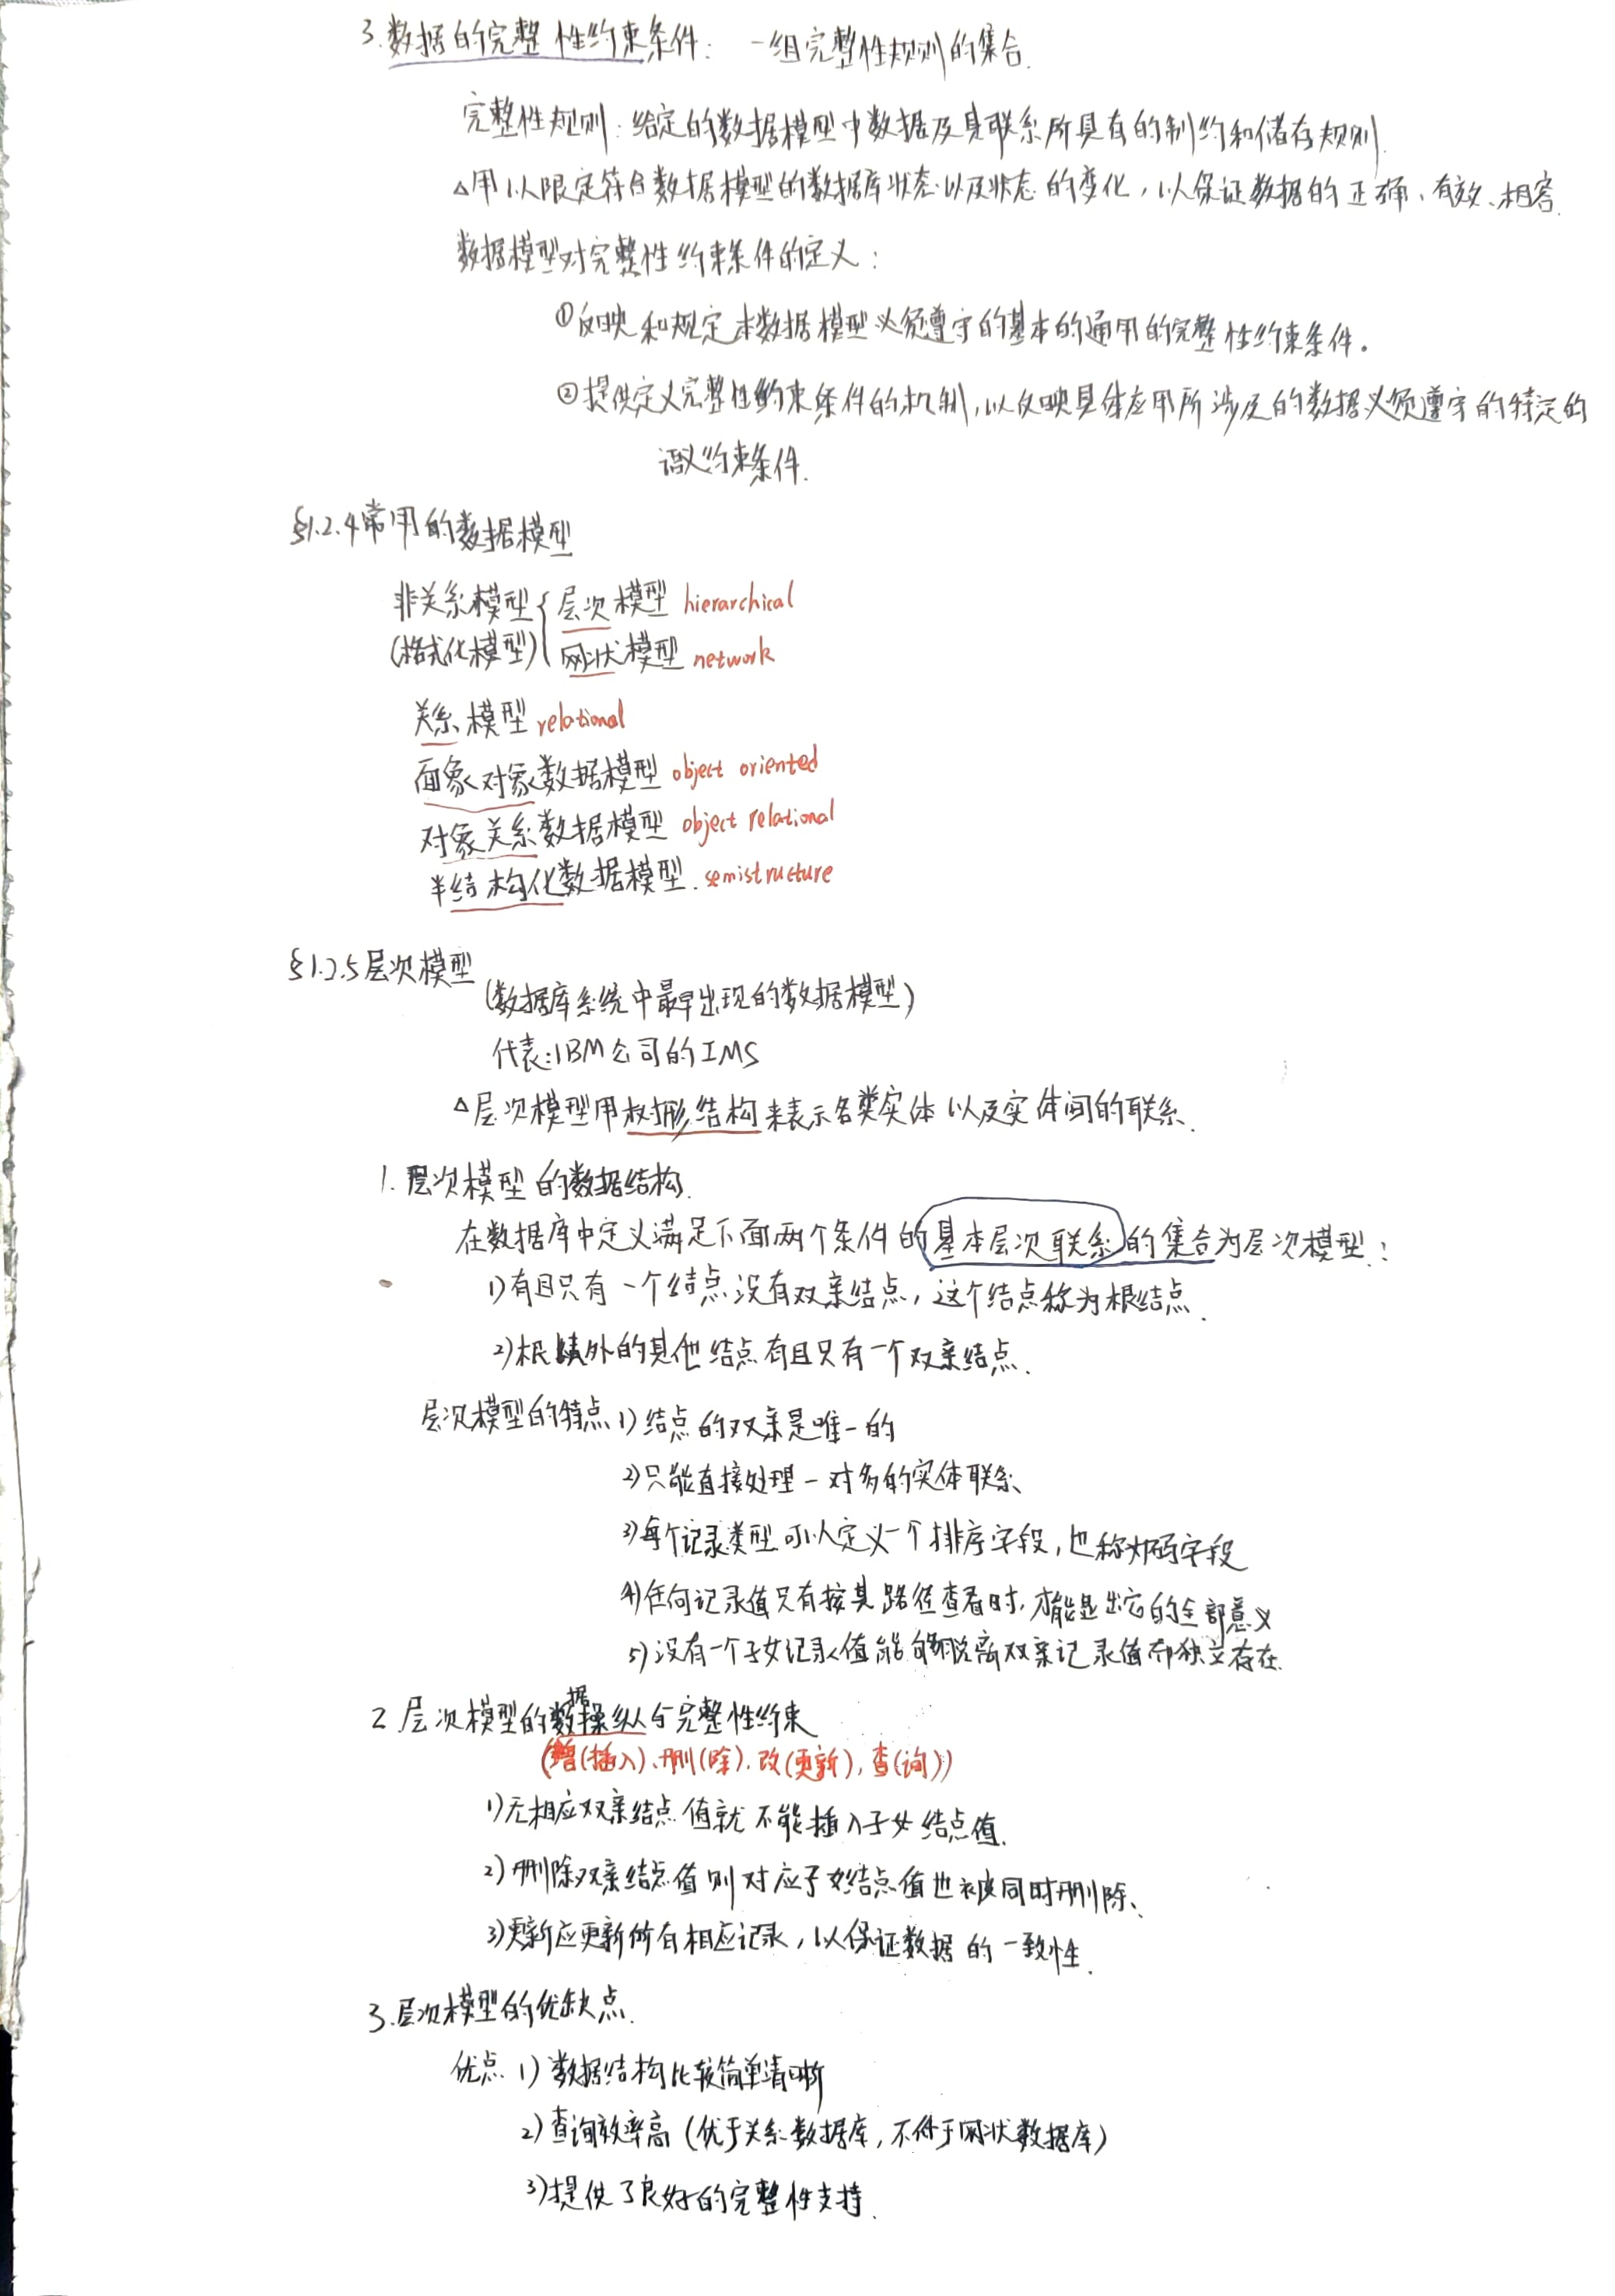 3.数据的完整性约束条件：一组完整性规则的集合.
完整性规则：给定的数据模型中数据及其联系所具有的制约和储存规则.
△用以限定符合数据模型的数据库状态以及状态的变化，以保证数据的正确、有效、相容.
数据模型对完整性约束条件的定义：
①反映和规定本数据模型必须遵守的基本的通用的完整性约束条件。
②提供定义完整性约束条件的机制，以反映具体应用所涉及的数据必须遵守的特定的
语义约束条件.
§1.2.4常用的数据模型
非关系模型{层次模型 hierarchical
(格式化模型) 网状模型 network
关系模型 relational
面象对象数据模型 object oriented
对象关系数据模型 object relational
半结构化数据模型. semistructure
§1.2.5层次模型
(数据库系统中最早出现的数据模型)
代表:IBM公司的IMS
△层次模型用树形结构来表示各类实体以及实体间的联系.
1.层次模型的数据结构.
在数据库中定义满足下面两个条件的基本层次联系的集合为层次模型：
1)有且只有一个结点没有双亲结点，这个结点称为根结点.
2)根以外的其他结点有且只有一个双亲结点.
层次模型的特点 1)结点的双亲是唯一的
2)只能直接处理一对多的实体联系
3)每个记录类型可以定义一个排序字段，也称为码字段
4)任何记录值只有按其路径查看时，才能显出它的全部意义
5)没有一个子女记录值能够脱离双亲记录值而独立存在.
2 层次模型的数据操纵与完整性约束
(增(插入)、删(除)、改(更新)，查(询))
1)无相应双亲结点值就不能插入子女结点值.
2)删除双亲结点值则对应子女结点值也被同时删除、
3)更新应更新所有相应记录，以保证数据的一致性.
3.层次模型的优缺点.
优点 1)数据结构比较简单清晰
2)查询效率高(优于关系数据库，不低于网状数据库)
3)提供了良好的完整性支持.